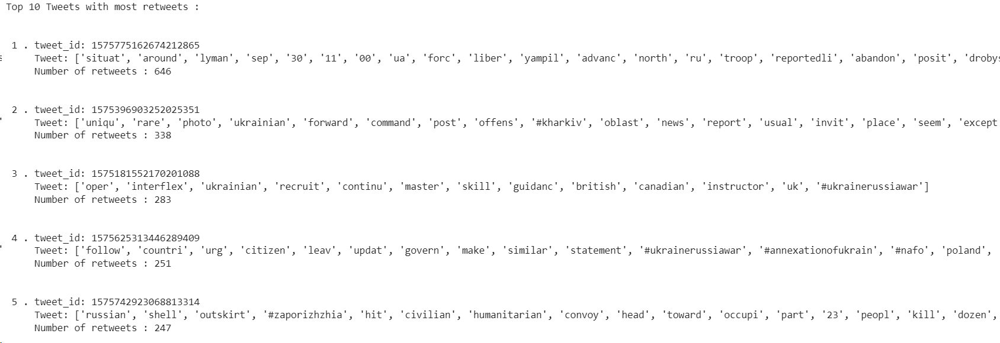 Top 10 Tweets with most retweets :
1 . tweet_id: 1575775162674212865
Tweet: ['situat', 'around', 'lyman', 'sep', '30', '11', '00', 'ua', 'forc', 'liber', 'yampil', 'advanc', 'north', 'ru', 'troop', 'reportedli', 'abandon', 'posit', 'drobys
Number of retweets : 646
2 . tweet_id: 1575396903252025351
Tweet: ['uniqu', 'rare', 'photo', 'ukrainian', 'forward', 'command', 'post', 'offens', '#kharkiv', 'oblast', 'news', 'report', 'usual', 'invit', 'place', 'seem', 'except
Number of retweets : 338
3 . tweet_id: 1575181552170201088
Tweet: ['oper', 'interflex', 'ukrainian', 'recruit', 'continu', 'master', 'skill', 'guidanc', 'british', 'canadian', 'instructor', 'uk', '#ukrainerussiawar']
Number of retweets : 283
4 . tweet_id: 1575625313446289409
Tweet: ['follow', 'countri', 'urg', 'citizen', 'leav', 'updat', 'govern', 'make', 'similar', 'statement', '#ukrainerussiawar', '#annexationofukrain', '#nafo', 'poland',
Number of retweets : 251
5 . tweet_id: 1575742923068813314
Tweet: ['russian', 'shell', 'outskirt', '#zaporizhzhia', 'hit', 'civilian', 'humanitarian', 'convoy', 'head', 'toward', 'occupi', 'part', '23', 'peopl', 'kill', 'dozen',
Number of retweets : 247